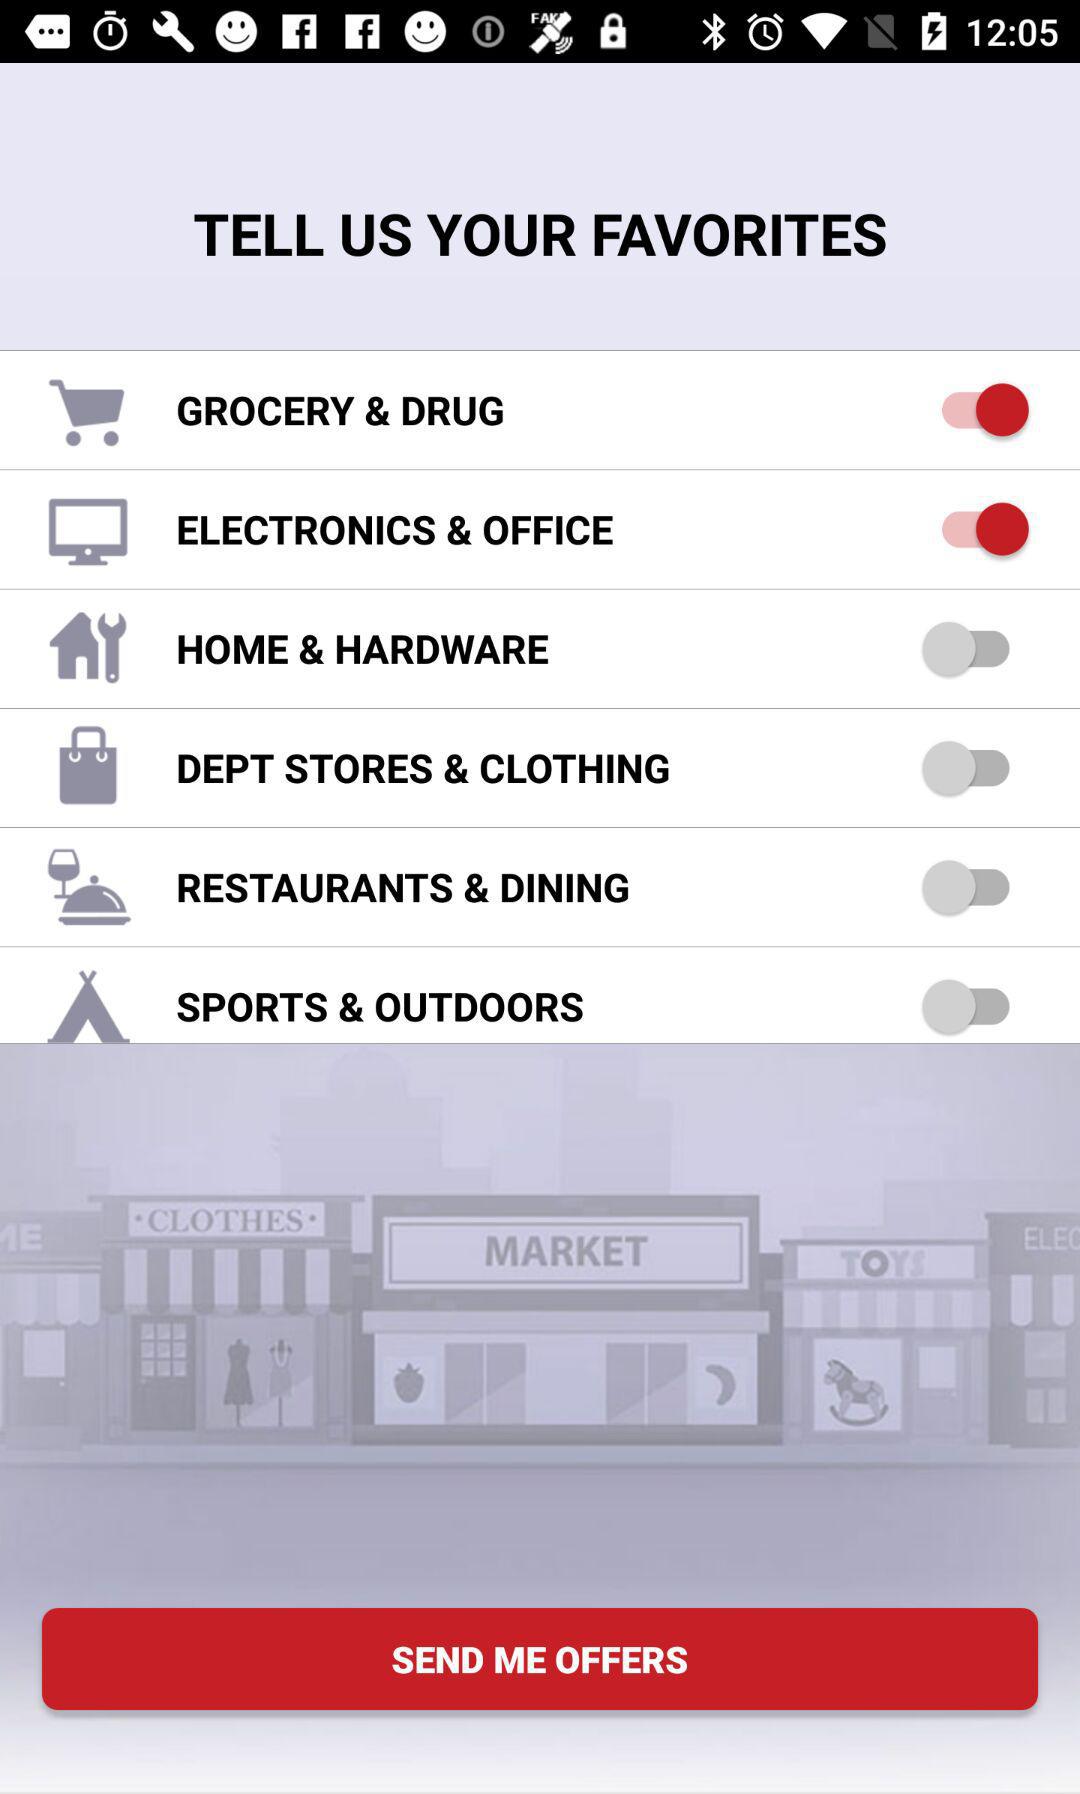 FAKE
12:05
TELL US YOUR FAVORITES
GROCERY & DRUG
ELECTRONICS & OFFICE
HOME & HARDWARE
DEPT STORES & CLOTHING
RESTAURANTS & DINING
SPORTS & OUTDOORS
·CLOTHES·
ME
MARKET
TOYS
ELEC
SEND ME OFFERS